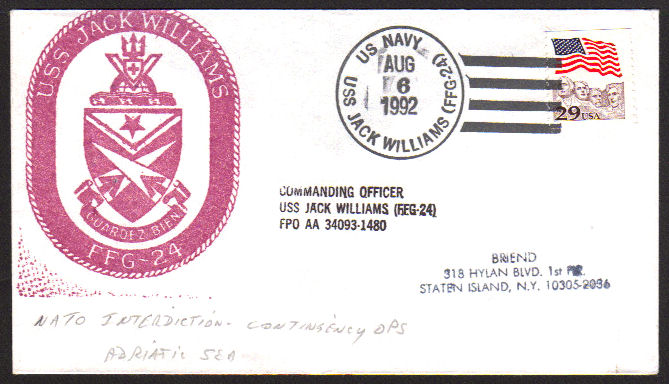 USS JACK WILLIAMS
GUARDEZ BIEN
FFG-24
US NAVY
AUG
6
1992
USS JACK WILLIAMS (FFG-24)
29 USA
COMMANDING OFFICER
USS JACK WILLIAMS (FFG-24)
FPO AA 34093-1480
BRIEND
318 HYLAN BLVD. 1st FLR.
STATEN ISLAND, N.Y. 10305-2036
NATO INTERDICTION - CONTINGENCY OPS
ADRIATIC SEA